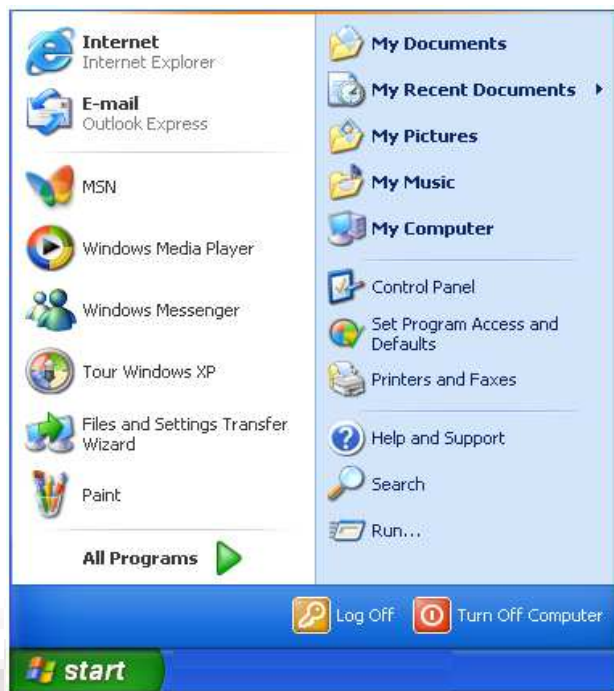 Internet
Internet Explorer
E-mail
Outlook Express
MSN
Windows Media Player
Windows Messenger
Tour Windows XP
Files and Settings Transfer
Wizard
Paint
All Programs
My Documents
My Recent Documents
My Pictures
My Music
My Computer
Control Panel
Set Program Access and
Defaults
Printers and Faxes
Help and Support
Search
Run...
Log Off
Turn Off Computer
start